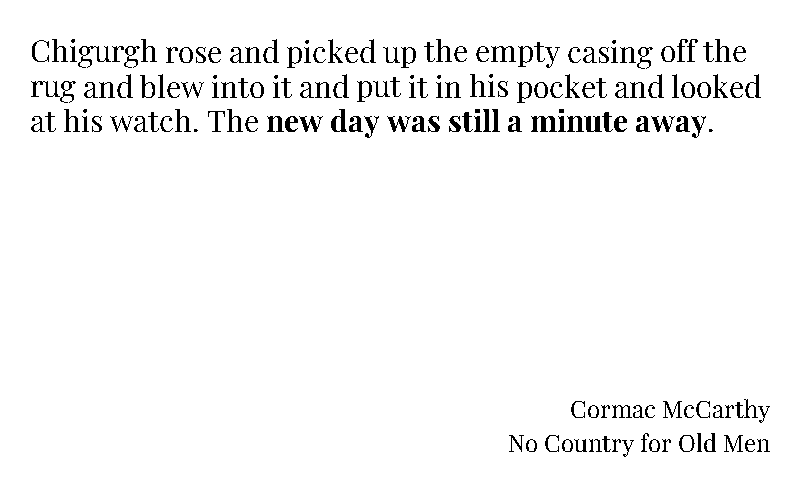 Chigurgh rose and picked up the empty casing off the
rug and blew into it and put it in his pocket and looked
at his watch. The new day was still a minute away.
Cormac McCarthy
No Country for Old Men